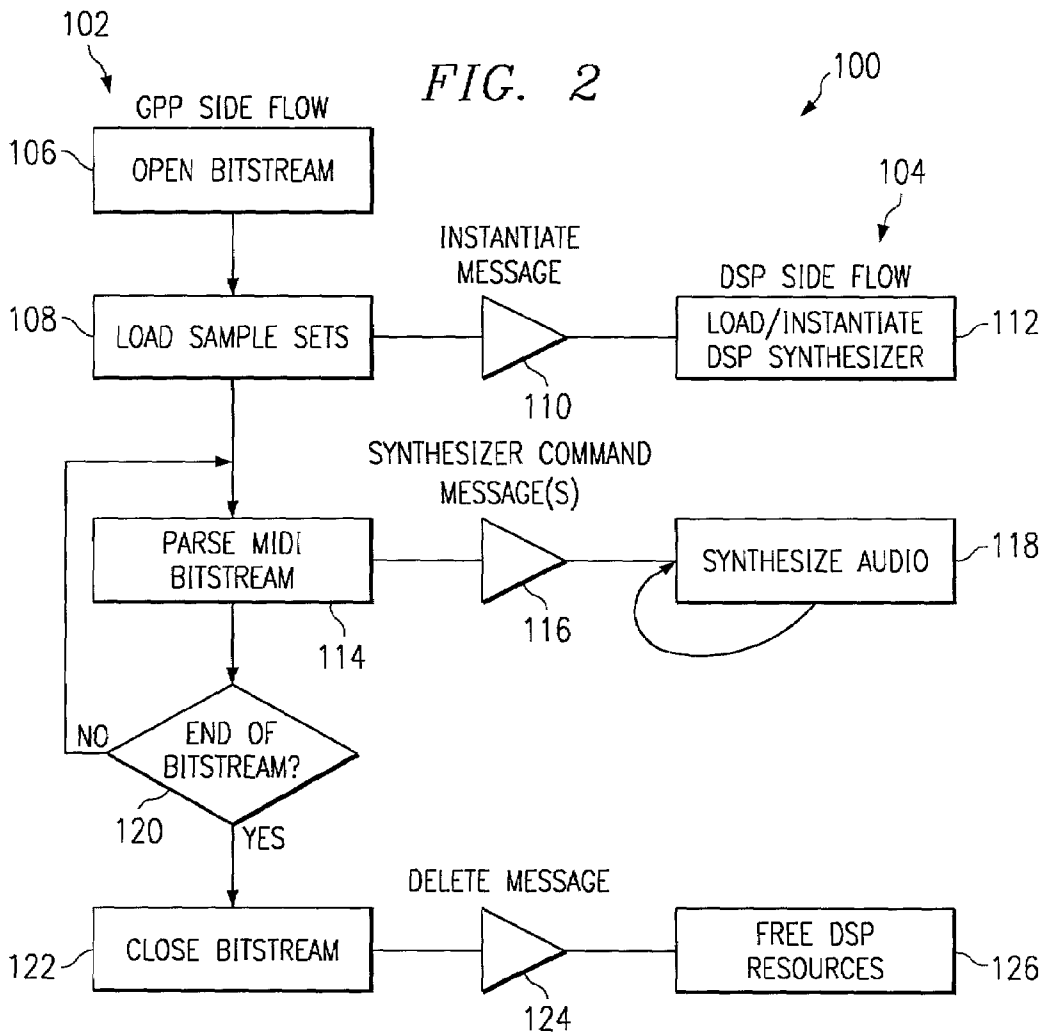 102
FIG. 2
100
GPP SIDE FLOW
106
OPEN BITSTREAM
104
INSTANTIATE
MESSAGE
DSP SIDE FLOW
108
LOAD SAMPLE SETS
LOAD/INSTANTIATE
DSP SYNTHESIZER
112
110
SYNTHESIZER COMMAND
MESSAGE(S)
PARSE MIDI
BITSTREAM
SYNTHESIZE AUDIO
118
114
116
NO
END OF
BITSTREAM?
120
YES
DELETE MESSAGE
122
CLOSE BITSTREAM
FREE DSP
RESOURCES
126
124